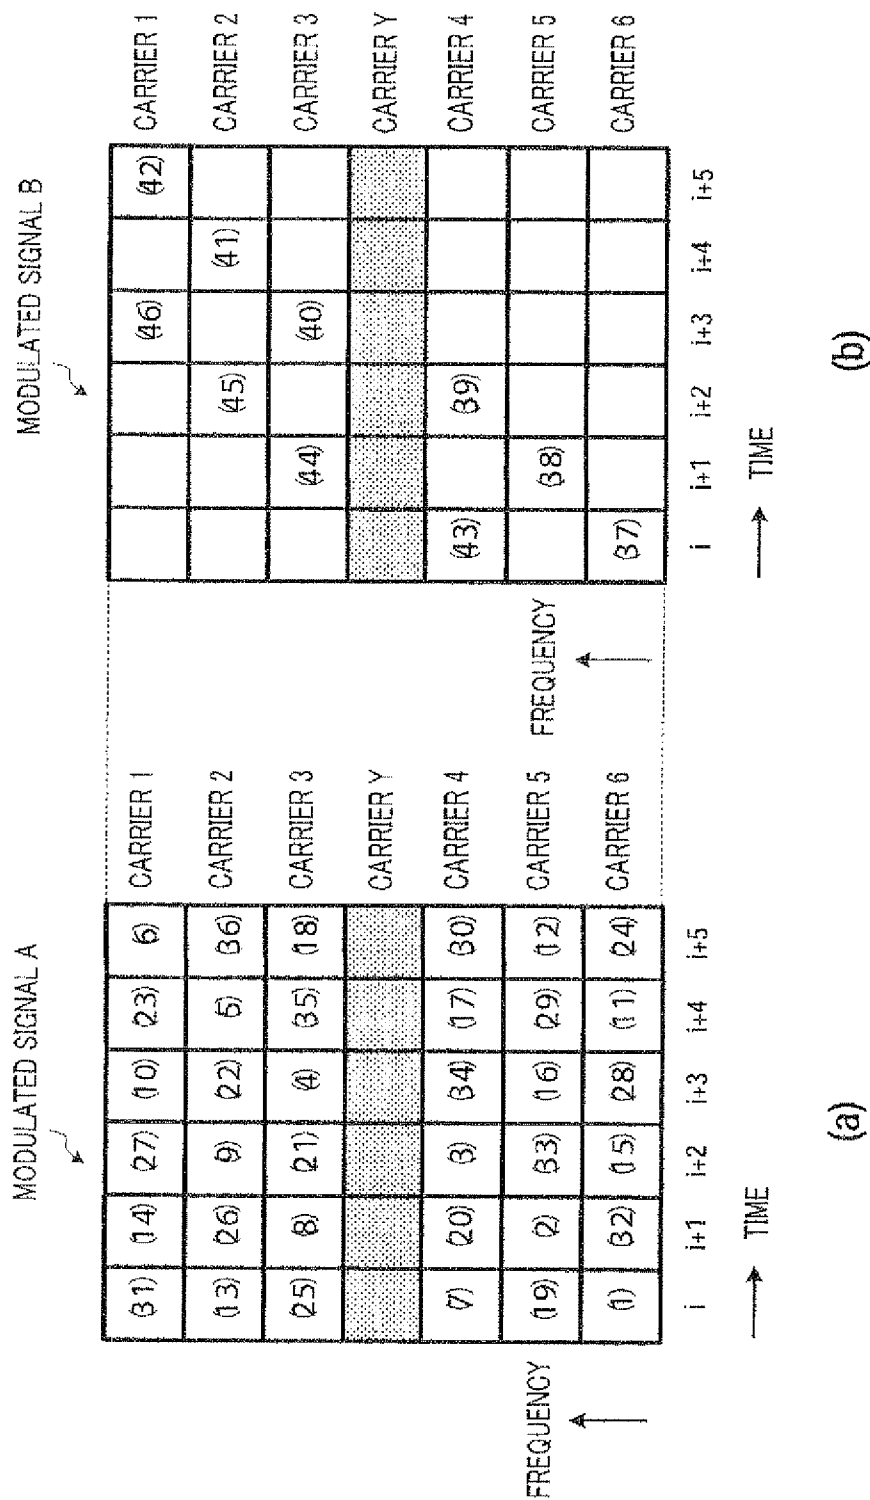 MODULATED SIGNAL A
(31) (14) (27) (10) (23) (6) CARRIER 1
(13) (26) (9) (22) (5) (36) CARRIER 2
(25) (8) (21) (4) (35) (18) CARRIER 3
CARRIER Y
(7) (20) (3) (34) (17) (30) CARRIER 4
(19) (2) (33) (16) (29) (12) CARRIER 5
(1) (32) (15) (28) (11) (24) CARRIER 6
FREQUENCY
i i+1 i+2 i+3 i+4 i+5
TIME
(a)
MODULATED SIGNAL B
(46) (42) CARRIER 1
(45) (41) CARRIER 2
(44) (40) CARRIER 3
CARRIER Y
(43) (39) CARRIER 4
(38) CARRIER 5
(37) CARRIER 6
FREQUENCY
i i+1 i+2 i+3 i+4 i+5
TIME
(b)